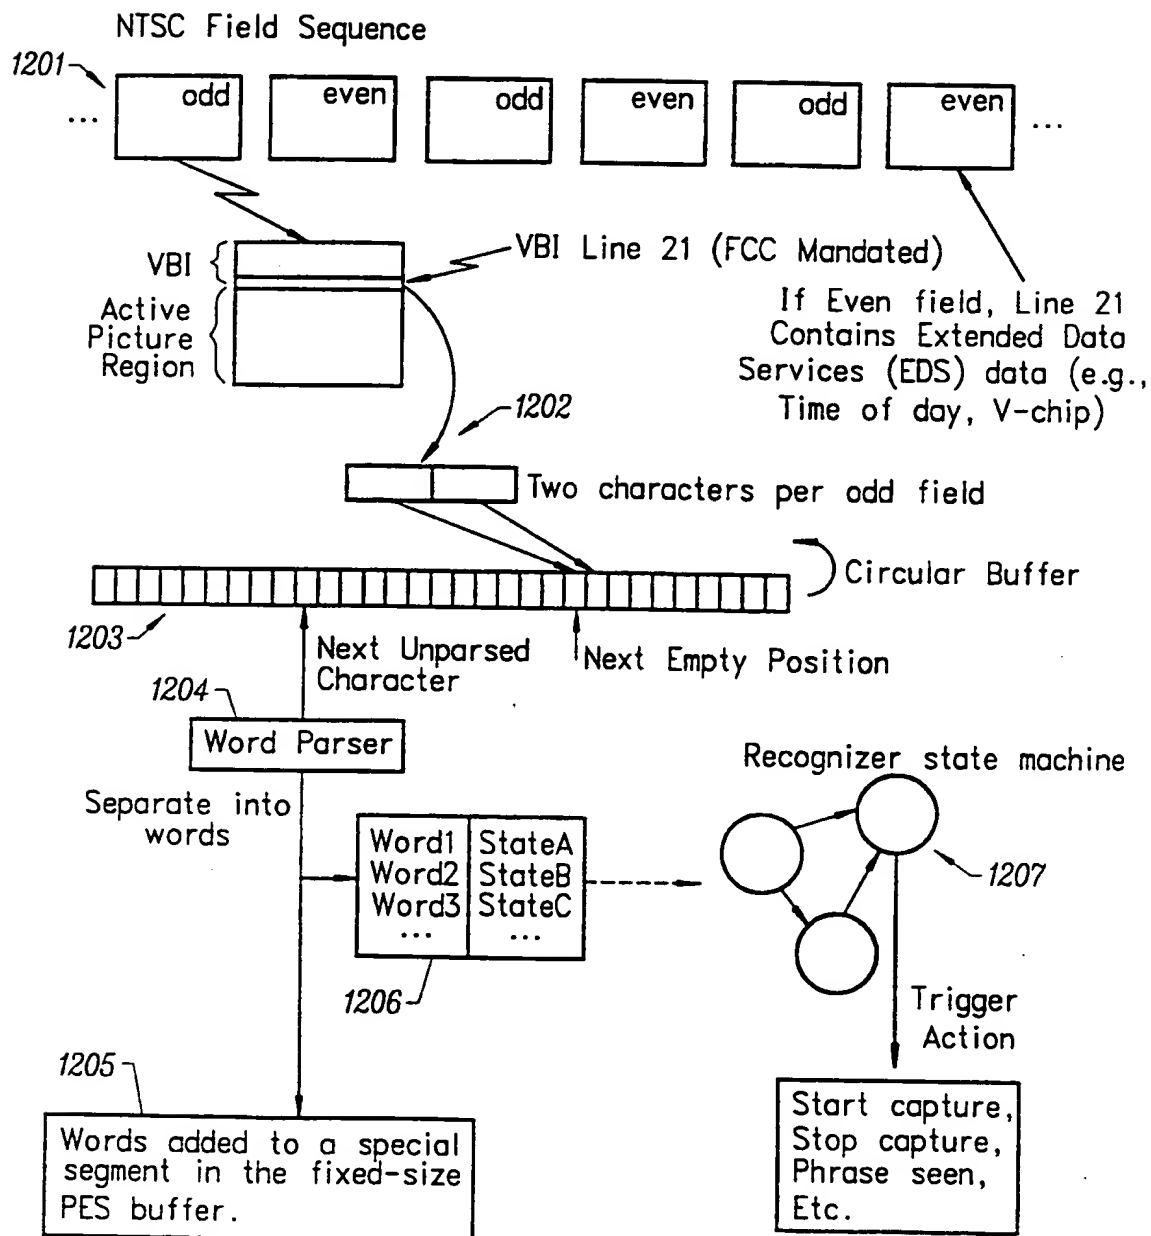 NTSC Field Sequence
1201
... odd even odd even odd even ...
VBI
VBI Line 21 (FCC Mandated)
Active
Picture
Region
If Even field, Line 21
Contains Extended Data
Services (EDS) data (e.g.,
Time of day, V-chip)
1202
Two characters per odd field
Circular Buffer
1203
Next Unparsed
Character
Next Empty Position
1204
Word Parser
Separate into
words
Word1 StateA
Word2 StateB
Word3 StateC
... ...
1206
Recognizer state machine
1207
Trigger
Action
1205
Words added to a special
segment in the fixed-size
PES buffer.
Start capture,
Stop capture,
Phrase seen,
Etc.